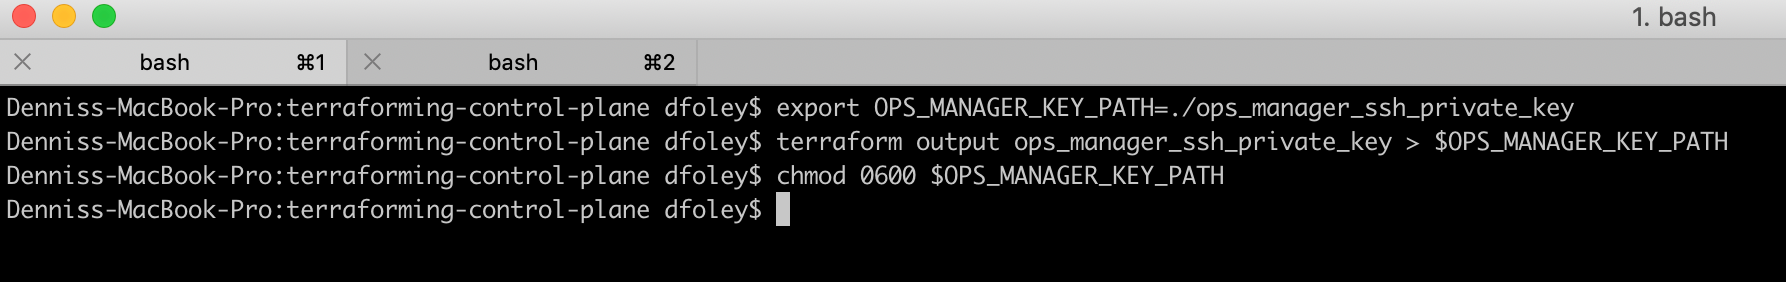 1. bash
bash ⌘1 bash ⌘2
Denniss-MacBook-Pro:terraforming-control-plane dfoley$ export OPS_MANAGER_KEY_PATH=./ops_manager_ssh_private_key
Denniss-MacBook-Pro:terraforming-control-plane dfoley$ terraform output ops_manager_ssh_private_key > $OPS_MANAGER_KEY_PATH
Denniss-MacBook-Pro:terraforming-control-plane dfoley$ chmod 0600 $OPS_MANAGER_KEY_PATH
Denniss-MacBook-Pro:terraforming-control-plane dfoley$